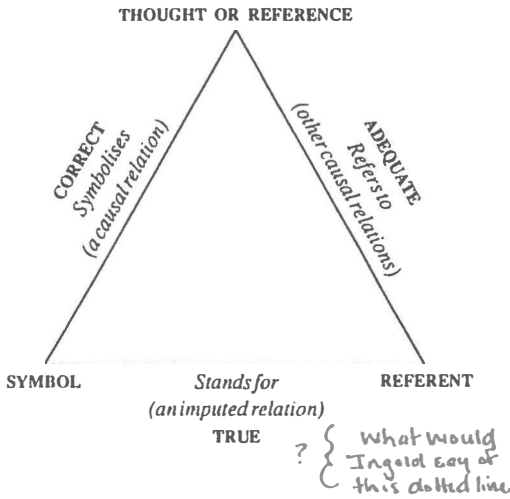 THOUGHT OR REFERENCE
CORRECT
Symbolises
(a causal relation)
ADEQUATE
Refers to
(other causal relations)
SYMBOL
Stands for
(an imputed relation)
TRUE
REFERENT
? { What would
Ingold say of
this dotted line